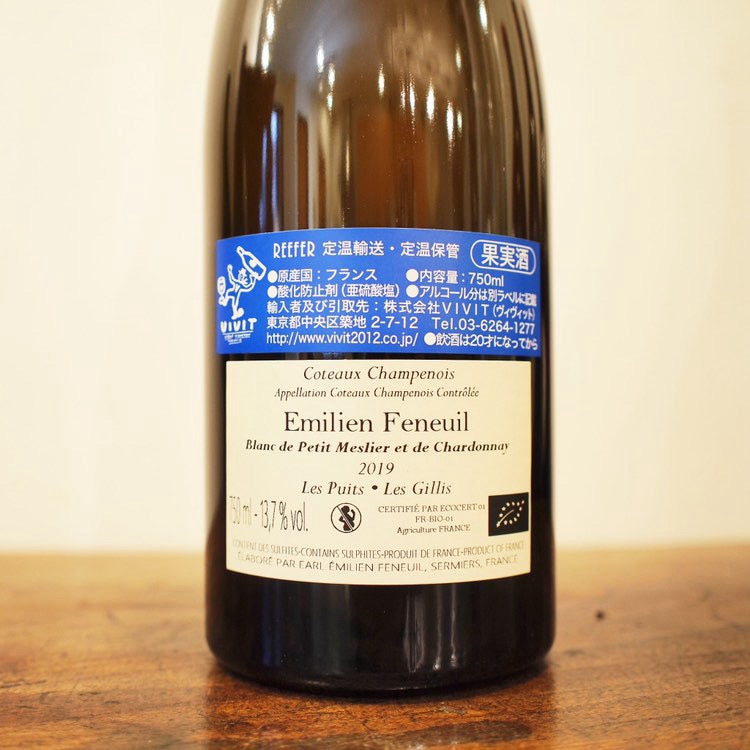 REEFER 定温輸送・定温保管 果実酒
●原産国：フランス ●内容量：750ml
●酸化防止剤（亜硫酸塩）●アルコール分は別ラベルに記載
輸入者及び引取先：株式会社VIVIT（ヴィヴィット）
東京都中央区築地 2-7-12 Tel.03-6264-1277
http://www.vivit2012.co.jp/ ●飲酒は20才になってから
VIVIT
Coteaux Champenois
Appellation Coteaux Champenois Contrôlée
Emilien Feneuil
Blanc de Petit Meslier et de Chardonnay
2019
Les Puits • Les Gillis
750 ml - 13,7 % vol.
CERTIFIÉ PAR ECOCERT 01
FR-BIO-01
Agriculture FRANCE
CONTENT DES SULFITES-CONTAINS SULPHITES-PRODUIT DE FRANCE-PRODUCT OF FRANCE
ÉLABORÉ PAR EARL ÉMILIEN FENEUIL, SERMIERS, FRANCE